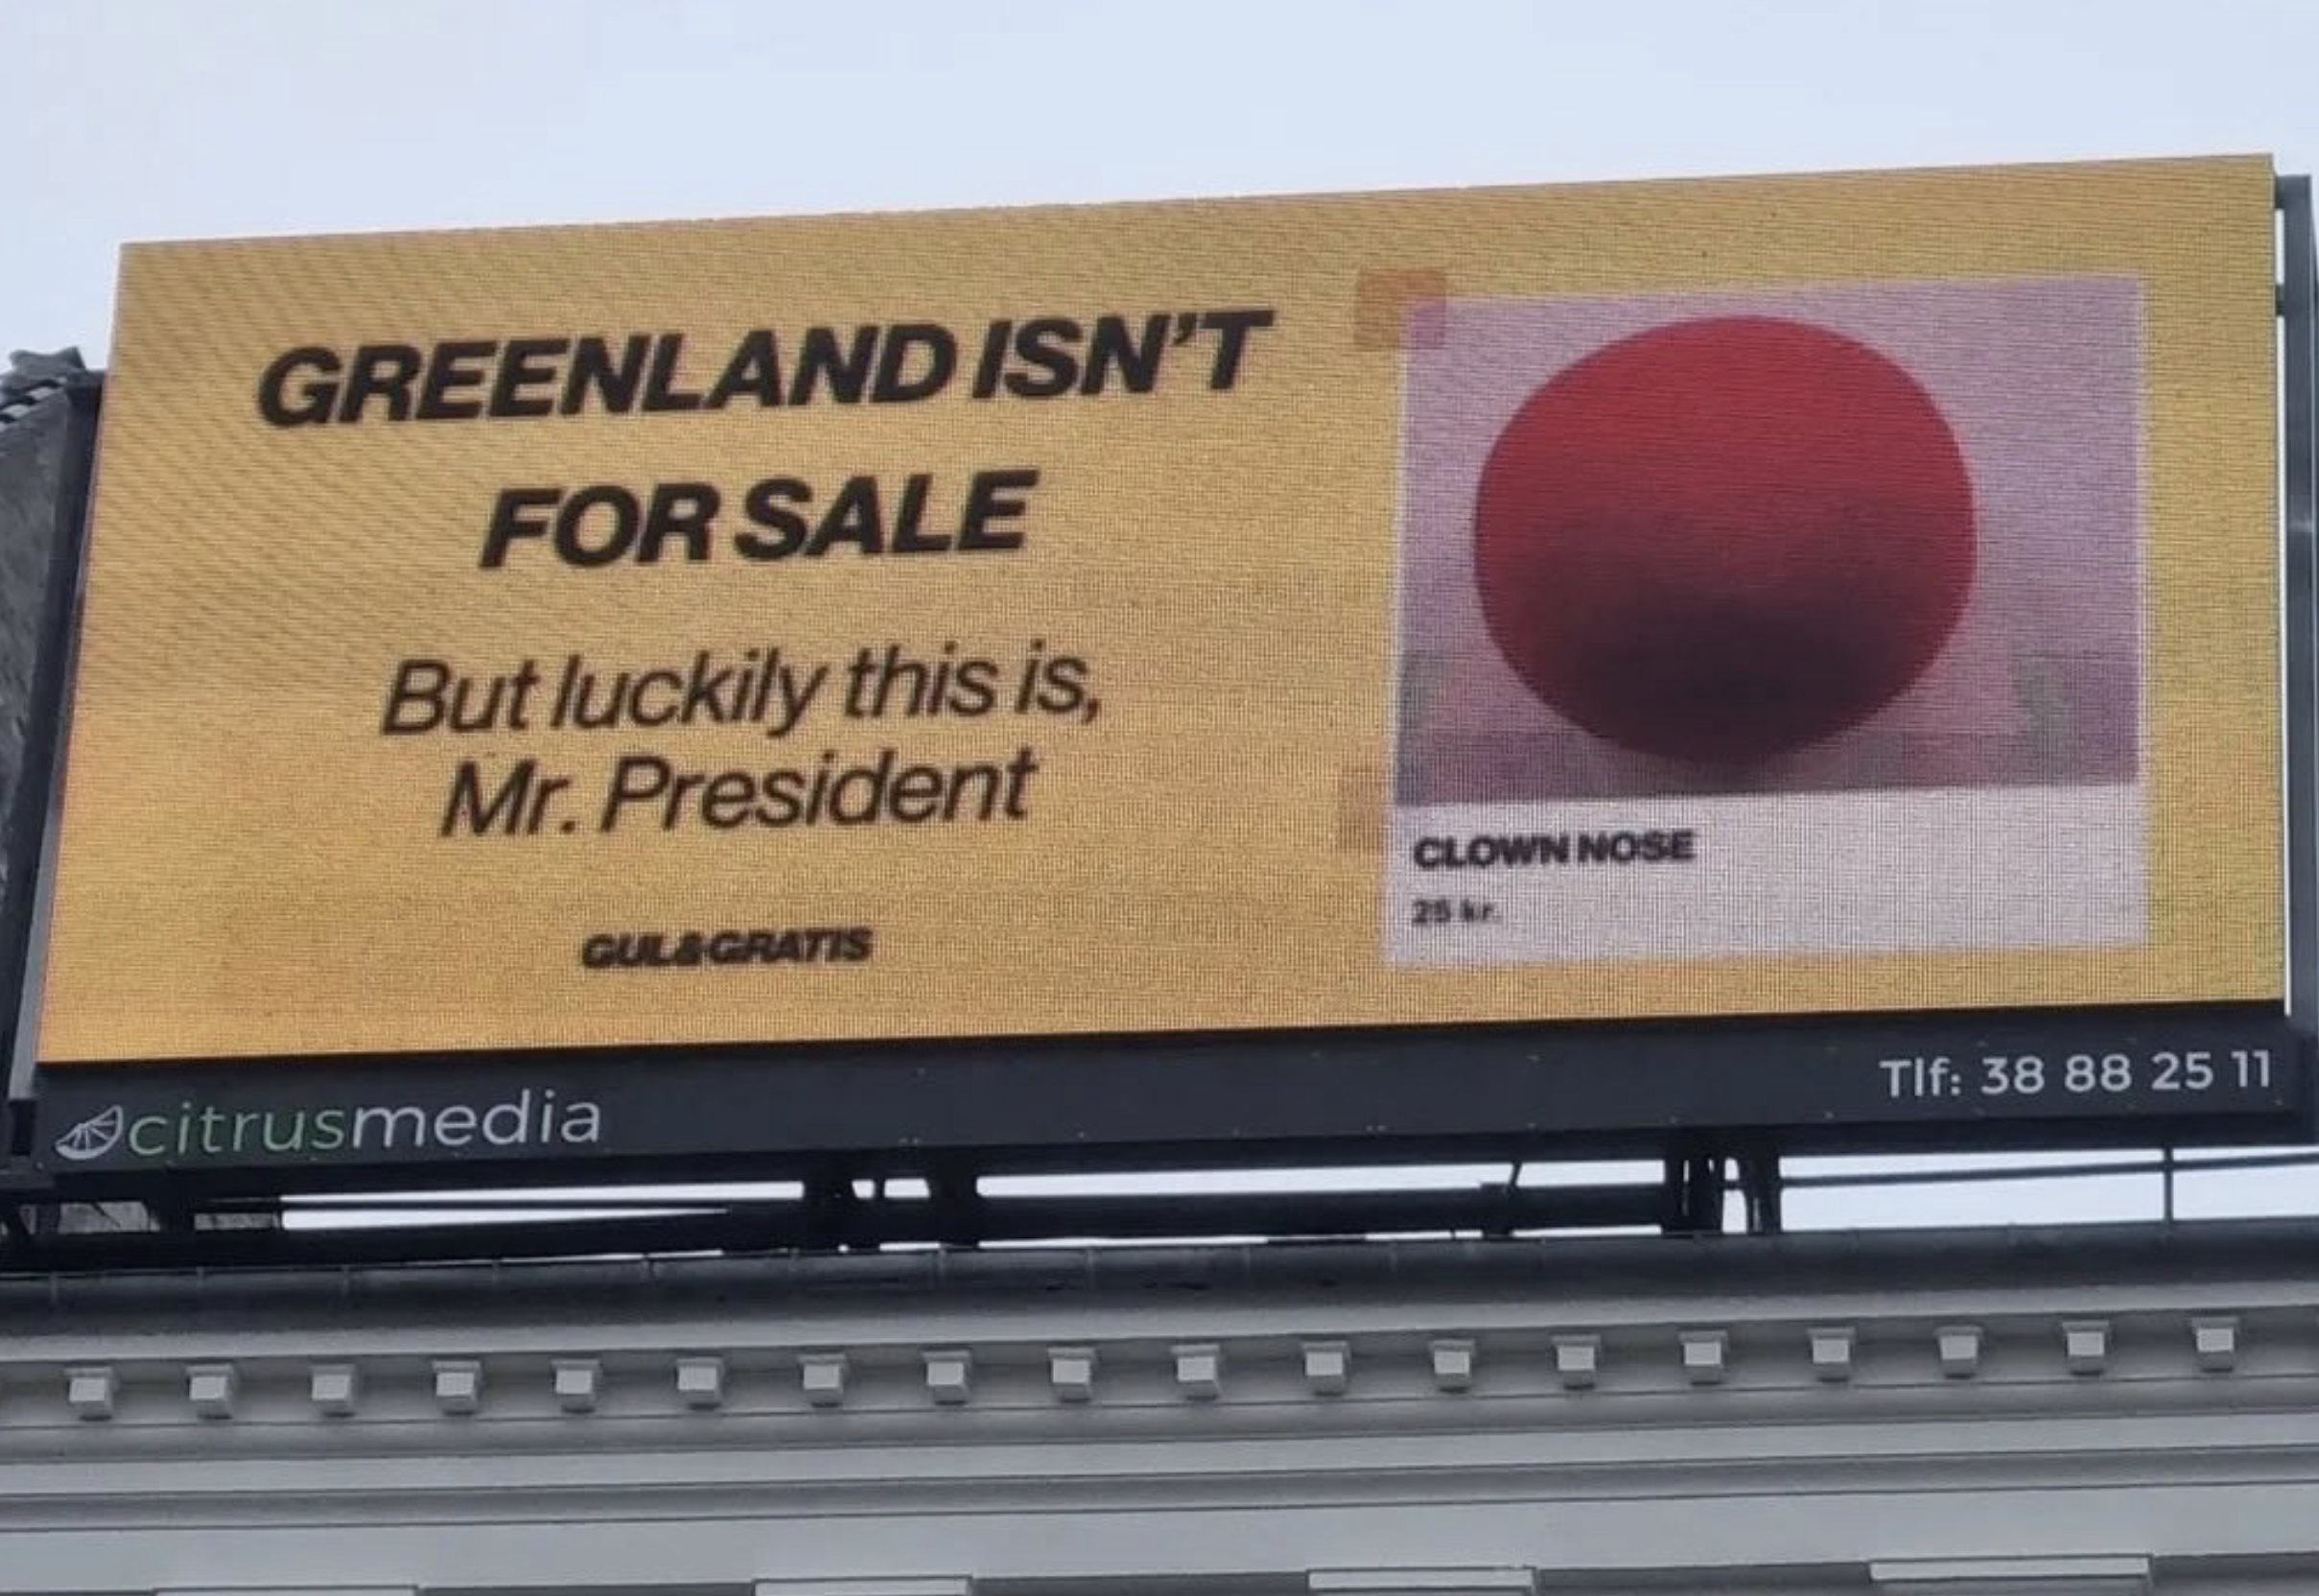 GREENLAND ISN'T
FOR SALE
But luckily this is,
Mr. President
GUL&GRATIS
CLOWN NOSE
25 kr.
citrusmedia
Tlf: 38 88 25 11